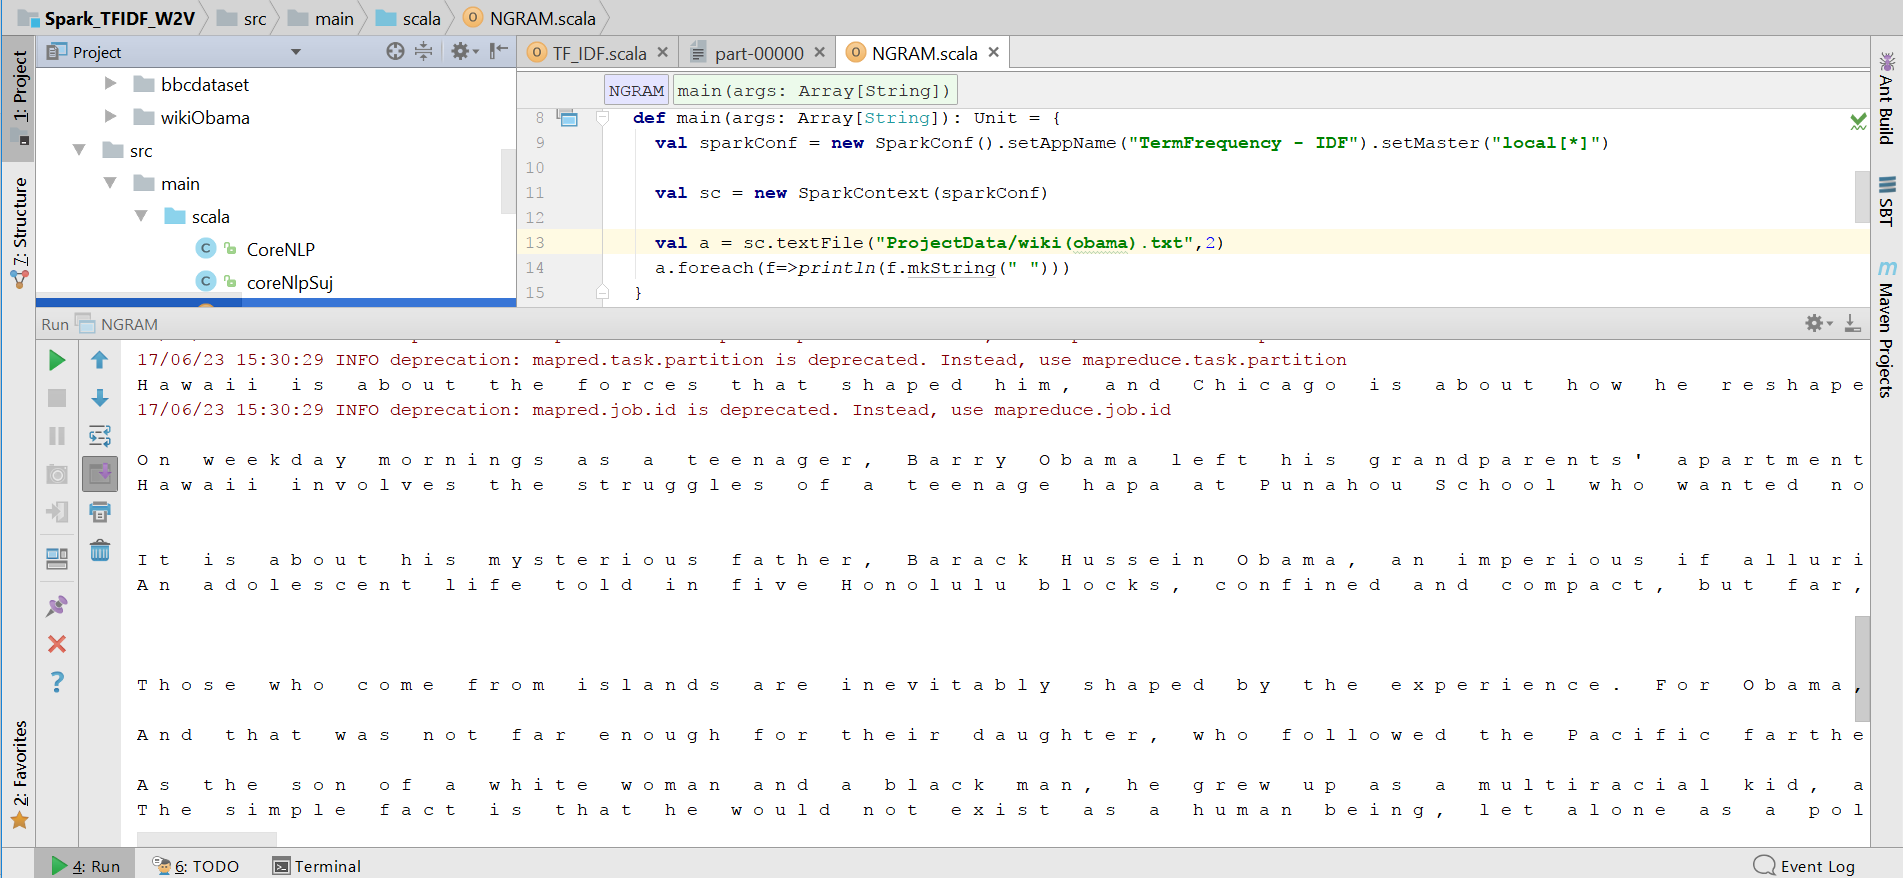 Spark_TFIDF_W2V src main scala NGRAM.scala
1: Project
7: Structure
2: Favorites
Project
bbcdataset
wikiObama
src
main
scala
CoreNLP
coreNlpSuj
TF_IDF.scala part-00000 NGRAM.scala
NGRAM main(args: Array[String])
8 def main(args: Array[String]): Unit = {
9 val sparkConf = new SparkConf().setAppName("TermFrequency - IDF").setMaster("local[*]")
10
11 val sc = new SparkContext(sparkConf)
12
13 val a = sc.textFile("ProjectData/wiki(obama).txt",2)
14 a.foreach(f=>println(f.mkString(" ")))
15 }
Ant Build
SBT
Maven Projects
Run NGRAM
17/06/23 15:30:29 INFO deprecation: mapred.task.partition is deprecated. Instead, use mapreduce.task.partition
H a w a i i   i s   a b o u t   t h e   f o r c e s   t h a t   s h a p e d   h i m ,   a n d   C h i c a g o   i s   a b o u t   h o w   h e   r e s h a p e
17/06/23 15:30:29 INFO deprecation: mapred.job.id is deprecated. Instead, use mapreduce.job.id
O n   w e e k d a y   m o r n i n g s   a s   a   t e e n a g e r ,   B a r r y   O b a m a   l e f t   h i s   g r a n d p a r e n t s '   a p a r t m e n t
H a w a i i   i n v o l v e s   t h e   s t r u g g l e s   o f   a   t e e n a g e   h a p a   a t   P u n a h o u   S c h o o l   w h o   w a n t e d   n o
I t   i s   a b o u t   h i s   m y s t e r i o u s   f a t h e r ,   B a r a c k   H u s s e i n   O b a m a ,   a n   i m p e r i o u s   i f   a l l u r i
A n   a d o l e s c e n t   l i f e   t o l d   i n   f i v e   H o n o l u l u   b l o c k s ,   c o n f i n e d   a n d   c o m p a c t ,   b u t   f a r ,
T h o s e   w h o   c o m e   f r o m   i s l a n d s   a r e   i n e v i t a b l y   s h a p e d   b y   t h e   e x p e r i e n c e .   F o r   O b a m a ,
A n d   t h a t   w a s   n o t   f a r   e n o u g h   f o r   t h e i r   d a u g h t e r ,   w h o   f o l l o w e d   t h e   P a c i f i c   f a r t h e
A s   t h e   s o n   o f   a   w h i t e   w o m a n   a n d   a   b l a c k   m a n ,   h e   g r e w   u p   a s   a   m u l t i r a c i a l   k i d ,   a
T h e   s i m p l e   f a c t   i s   t h a t   h e   w o u l d   n o t   e x i s t   a s   a   h u m a n   b e i n g ,   l e t   a l o n e   a s   a   p o l
4: Run 6: TODO Terminal Event Log